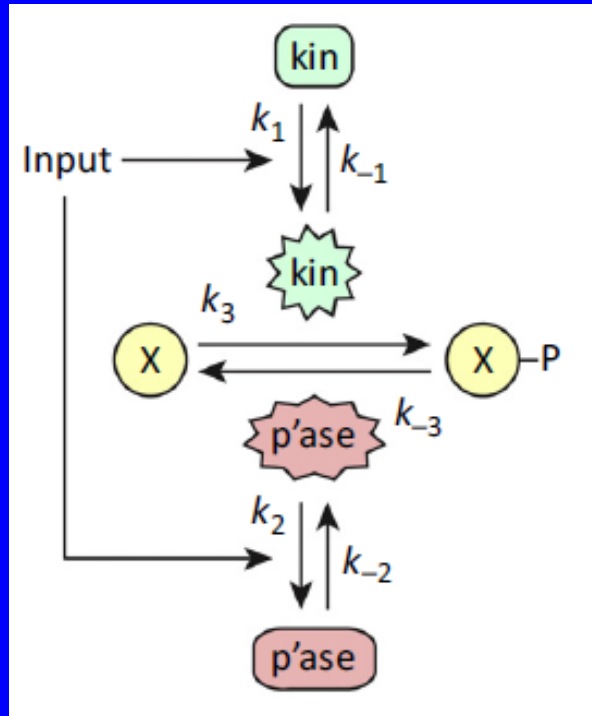 kin
k1
Input
k–1
kin
k3
X
X
–P
k–3
p'ase
k2
k–2
p'ase